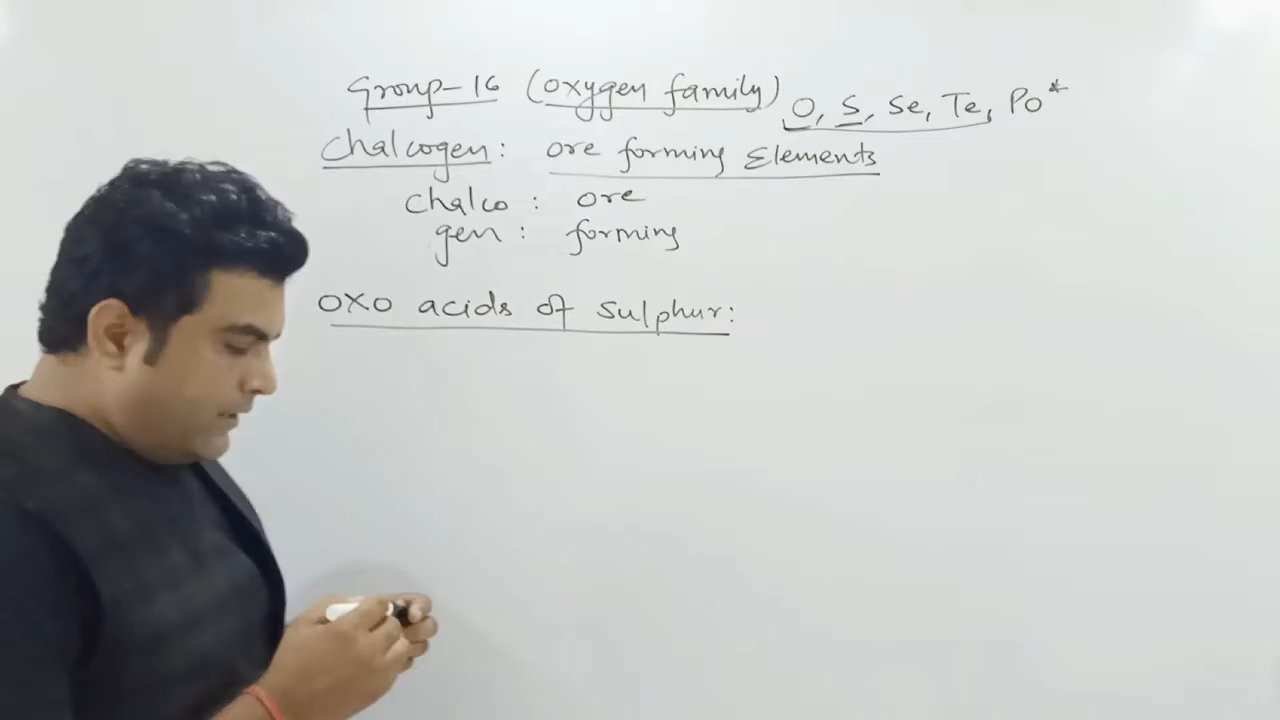 Group-16 (oxygen family) O, S, Se, Te, Po*
Chalcogen: ore forming Elements
chalco : ore
gen : forming
OXO acids of sulphur: